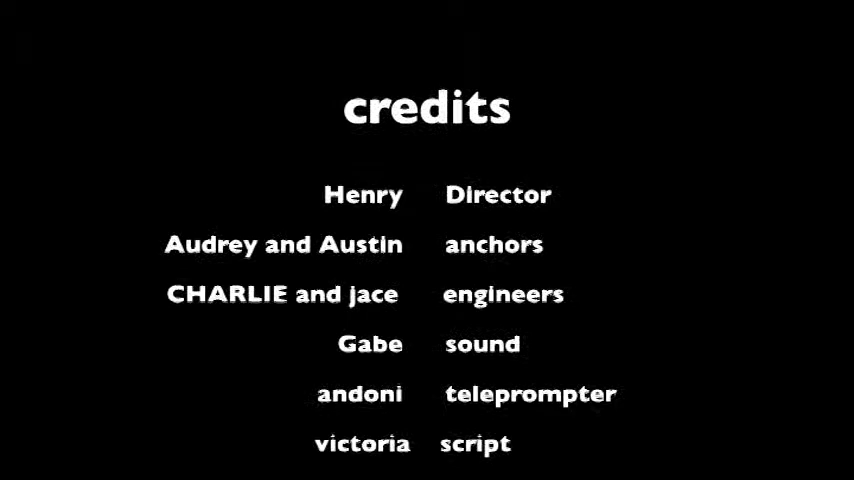 credits
Henry Director
Audrey and Austin anchors
CHARLIE and jace engineers
Gabe sound
andoni teleprompter
victoria script